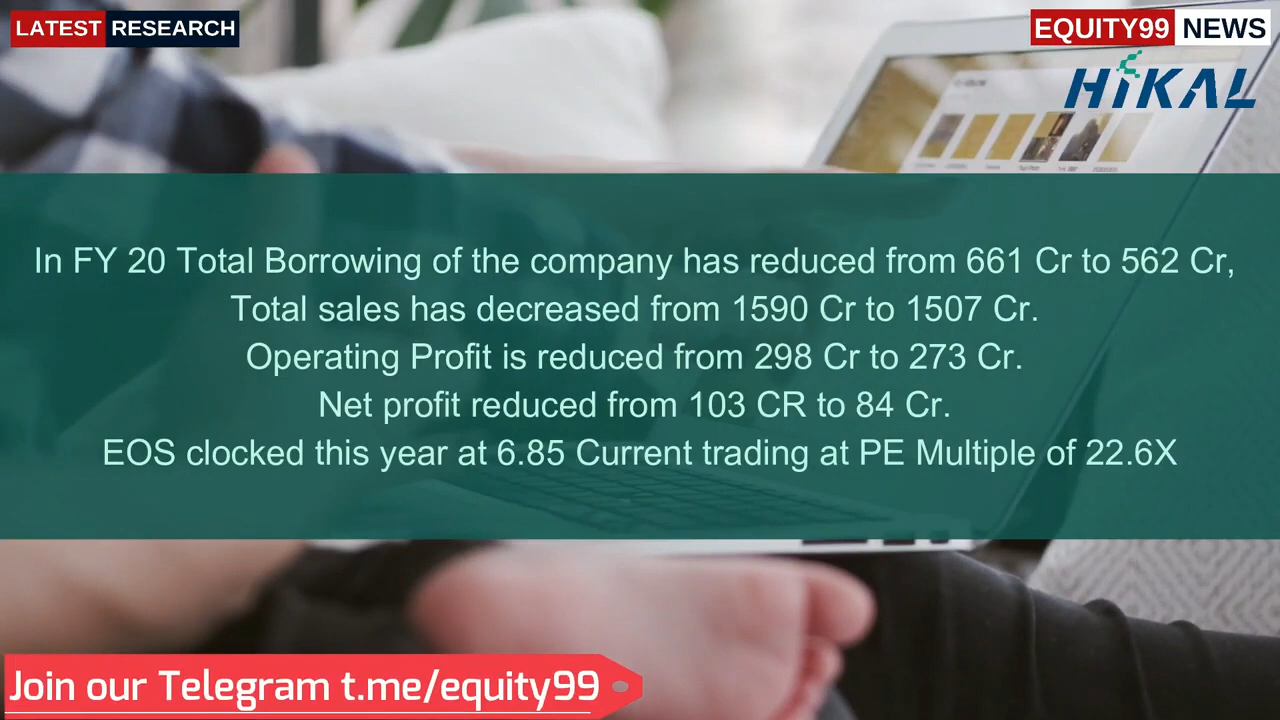 LATEST RESEARCH
EQUITY99 NEWS
HIKAL
In FY 20 Total Borrowing of the company has reduced from 661 Cr to 562 Cr,
Total sales has decreased from 1590 Cr to 1507 Cr.
Operating Profit is reduced from 298 Cr to 273 Cr.
Net profit reduced from 103 CR to 84 Cr.
EOS clocked this year at 6.85 Current trading at PE Multiple of 22.6X
Join our Telegram t.me/equity99